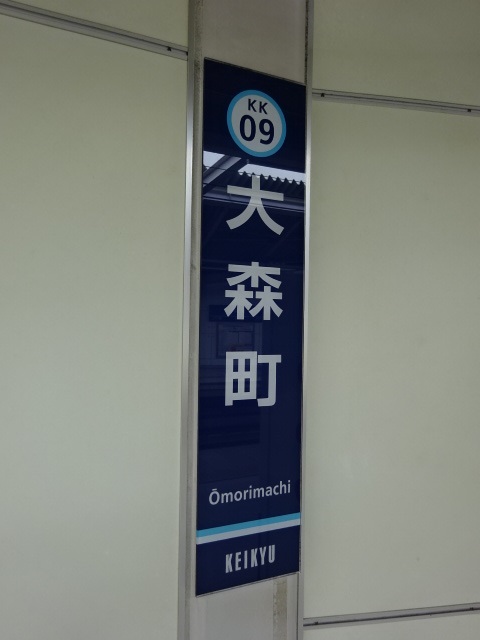 KK
09
大森町
Ōmorimachi
KEIKYU